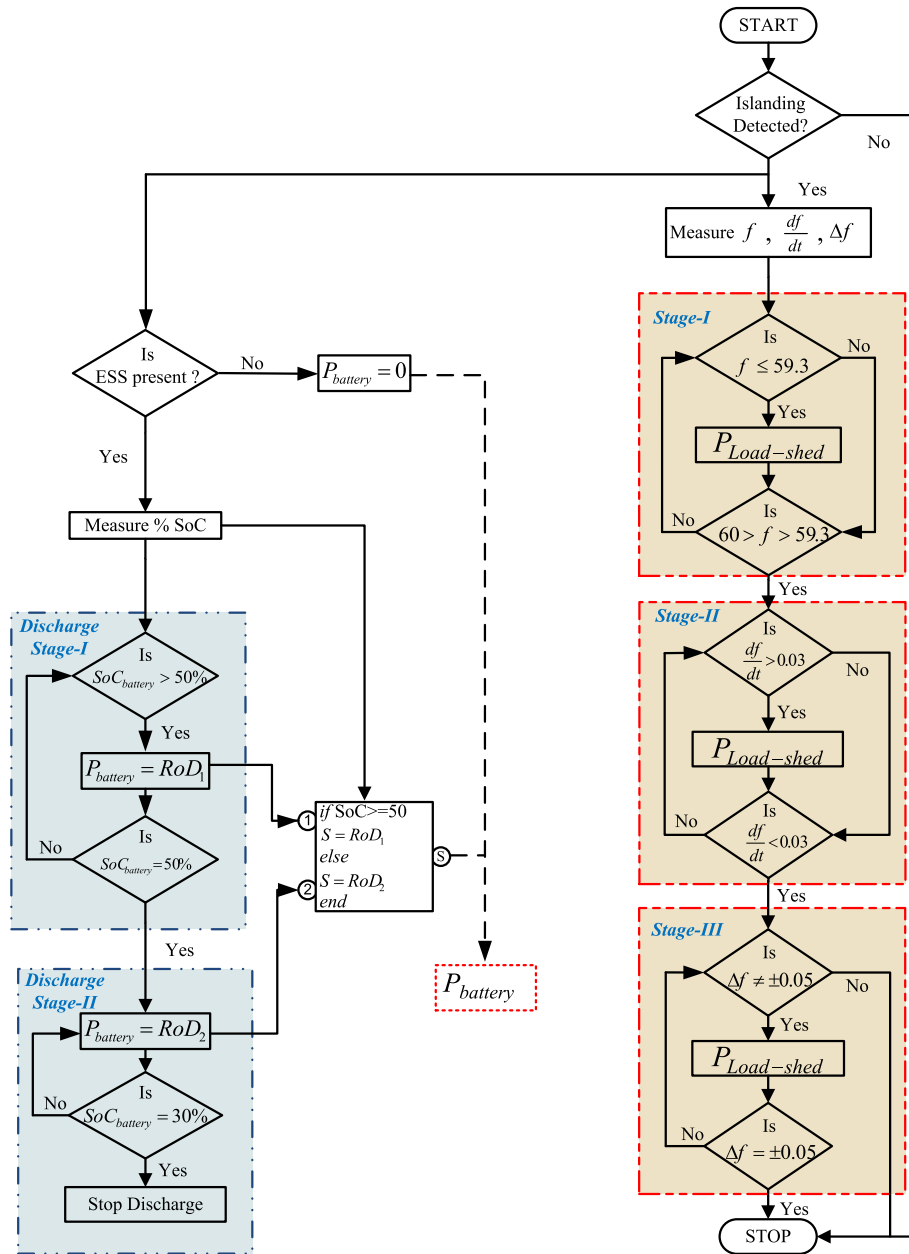 START
Islanding
Detected?
No
Yes
Measure f , df/dt , Δf
Stage-I
Is
f ≤ 59.3
No
Yes
P_Load-shed
Is
60 > f > 59.3
No
Yes
Stage-II
Is
df/dt > 0.03
No
Yes
P_Load-shed
Is
df/dt < 0.03
No
Yes
Stage-III
Is
Δf ≠ ±0.05
No
Yes
P_Load-shed
Is
Δf = ±0.05
No
Yes
STOP
Is
ESS present ?
No
P_battery = 0
Yes
Measure % SoC
Discharge
Stage-I
Is
SoC_battery > 50%
Yes
P_battery = RoD_1
Is
SoC_battery = 50%
No
Yes
Discharge
Stage-II
P_battery = RoD_2
Is
SoC_battery = 30%
No
Yes
Stop Discharge
1
2
if SoC>=50
S = RoD_1
else
S = RoD_2
end
S
P_battery